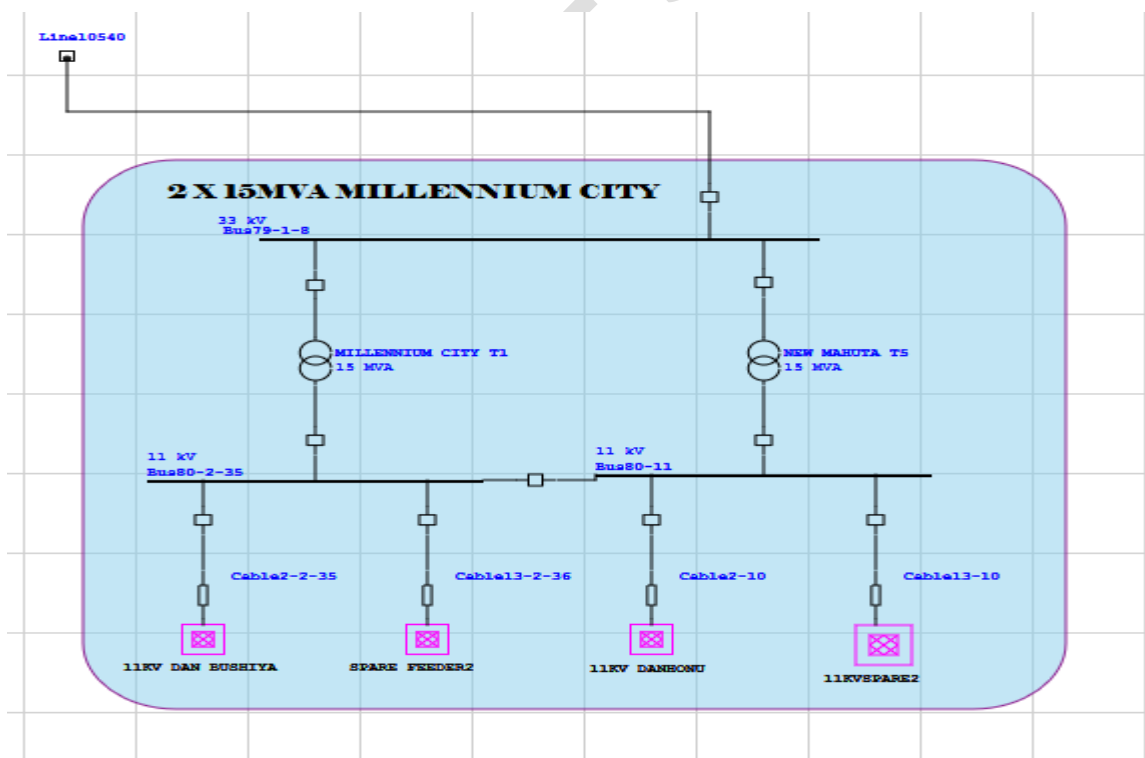 Line10540
2 X 15MVA MILLENNIUM CITY
33 kV
Bus79-1-8
MILLENNIUM CITY T1
15 MVA
NEW MAHUTA T5
15 MVA
11 kV
Bus80-2-35
11 kV
Bus80-11
Cable2-2-35
Cable13-2-36
Cable2-10
Cable13-10
11KV DAN BUSHIYA
SPARE FEEDER2
11KV DANHONU
11KVSPARE2